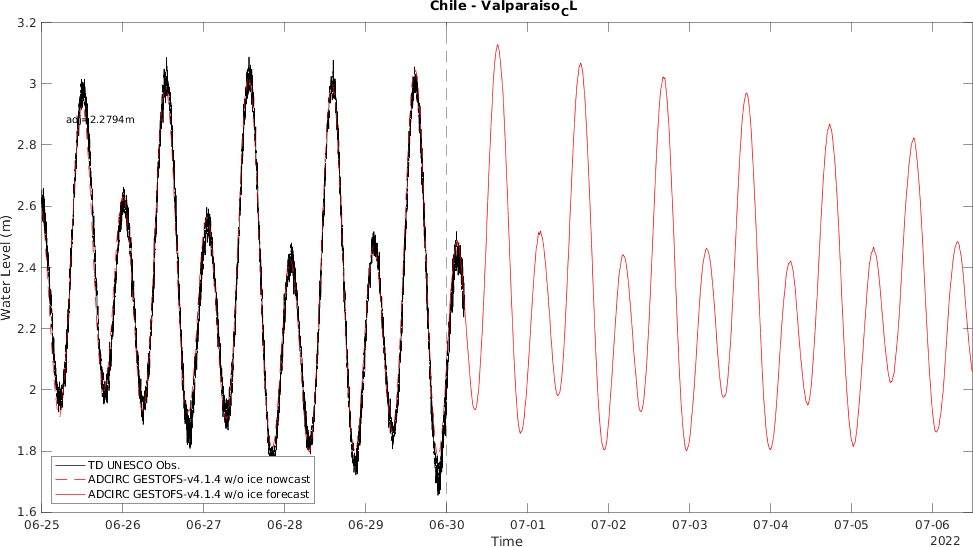 Chile - Valparaiso_CL
3.2
3
2.8
2.6
2.4
2.2
2
1.8
1.6
Water Level (m)
adj=2.2794m
TD UNESCO Obs.
ADCIRC GESTOFS-v4.1.4 w/o ice nowcast
ADCIRC GESTOFS-v4.1.4 w/o ice forecast
06-25 06-26 06-27 06-28 06-29 06-30 07-01 07-02 07-03 07-04 07-05 07-06
Time
2022